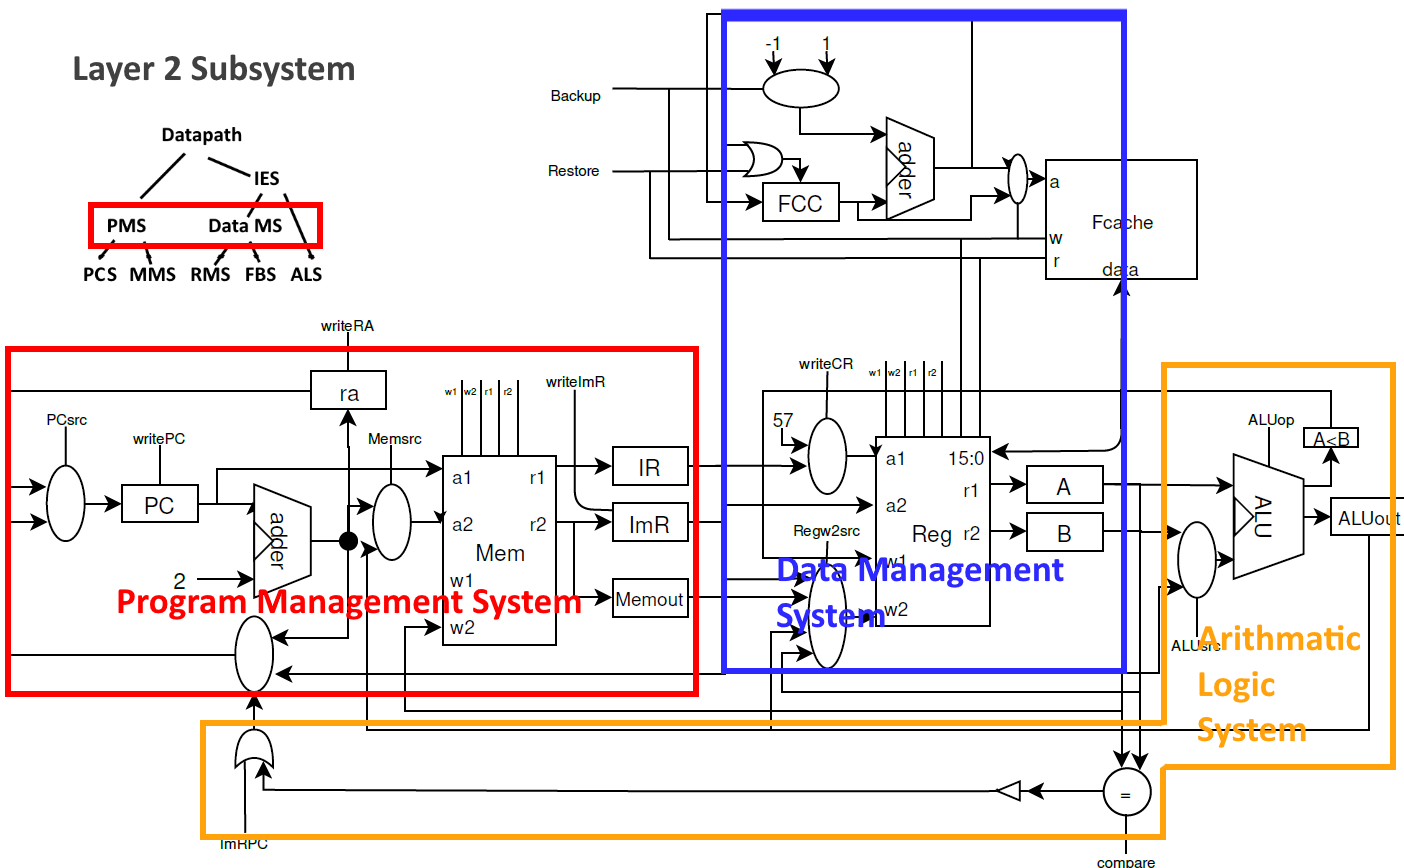 Layer 2 Subsystem
Datapath
IES
PMS Data MS
PCS MMS RMS FBS ALS
-1 1
Backup
Restore
adder
FCC
a
Fcache
w
r
data
writeRA
ra
PCsrc
writePC
Memsrc
w1 w2 r1 r2
writeImR
PC
adder
2
a1 r1
a2 r2
Mem
w1
w2
IR
ImR
Memout
Program Management System
writeCR
57
w1 w2 r1 r2
a1 15:0
r1
a2
Reg r2
w1
w2
Regw2src
A
B
Data Management
System
ALUop
A<B
ALU
ALUout
ALUsrc
Arithmatic
Logic
System
=
ImRPC
compare